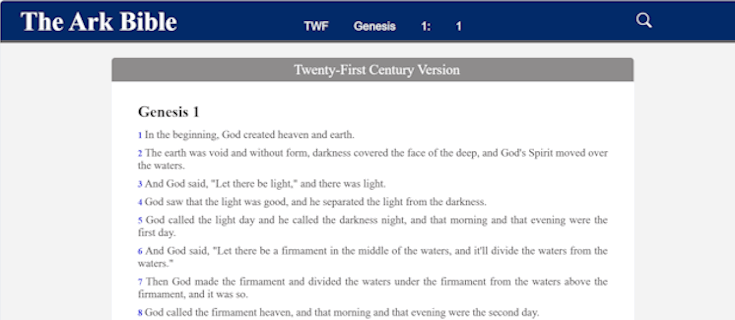 The Ark Bible
TWF Genesis 1: 1
Twenty-First Century Version
Genesis 1
1 In the beginning, God created heaven and earth.
2 The earth was void and without form, darkness covered the face of the deep, and God's Spirit moved over
the waters.
3 And God said, "Let there be light," and there was light.
4 God saw that the light was good, and he separated the light from the darkness.
5 God called the light day and he called the darkness night, and that morning and that evening were the
first day.
6 And God said, "Let there be a firmament in the middle of the waters, and it'll divide the waters from the
waters."
7 Then God made the firmament and divided the waters under the firmament from the waters above the
firmament, and it was so.
8 God called the firmament heaven, and that morning and that evening were the second day.